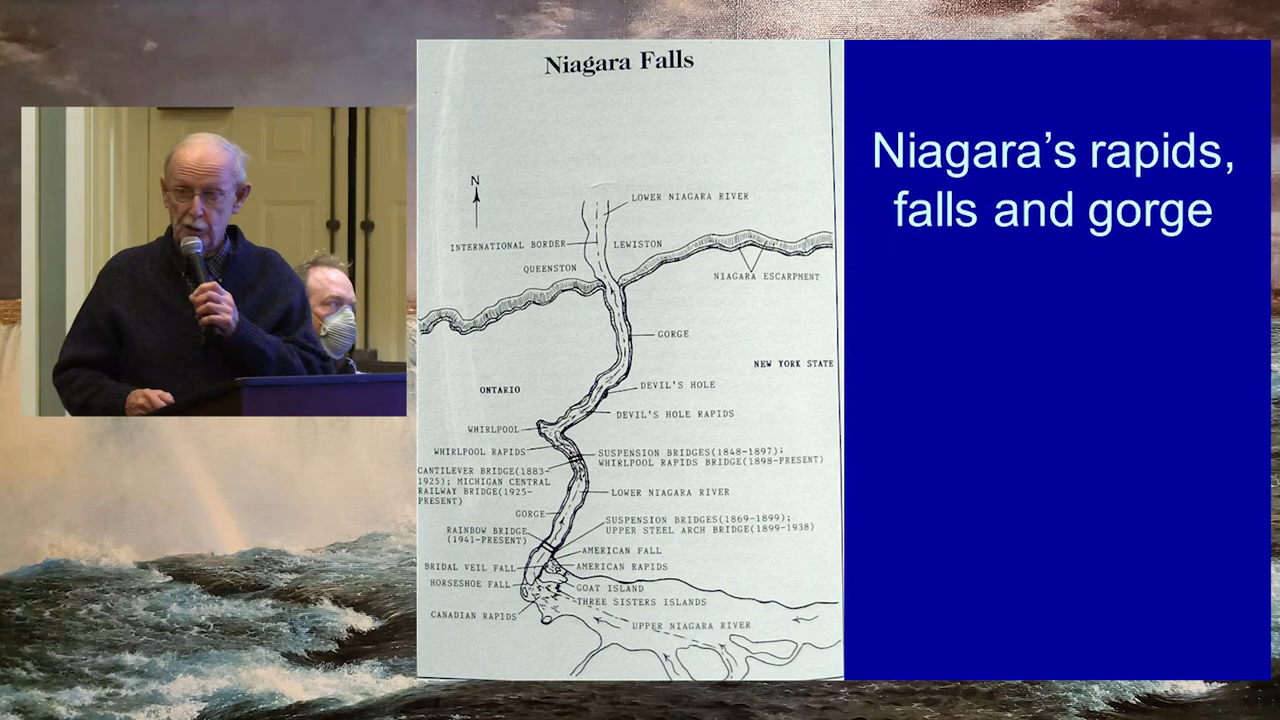 Niagara Falls
N
LOWER NIAGARA RIVER
INTERNATIONAL BORDER
LEWISTON
QUEENSTON
NIAGARA ESCARPMENT
GORGE
NEW YORK STATE
ONTARIO
DEVIL'S HOLE
DEVIL'S HOLE RAPIDS
WHIRLPOOL
WHIRLPOOL RAPIDS
SUSPENSION BRIDGES(1848-1897);
WHIRLPOOL RAPIDS BRIDGE(1898-PRESENT)
CANTILEVER BRIDGE(1883-
1925); MICHIGAN CENTRAL
RAILWAY BRIDGE(1925-
PRESENT)
LOWER NIAGARA RIVER
GORGE
SUSPENSION BRIDGES(1869-1899);
UPPER STEEL ARCH BRIDGE(1899-1938)
RAINBOW BRIDGE
(1941-PRESENT)
AMERICAN FALL
BRIDAL VEIL FALL
AMERICAN RAPIDS
HORSESHOE FALL
GOAT ISLAND
THREE SISTERS ISLANDS
CANADIAN RAPIDS
UPPER NIAGARA RIVER
Niagara's rapids,
falls and gorge